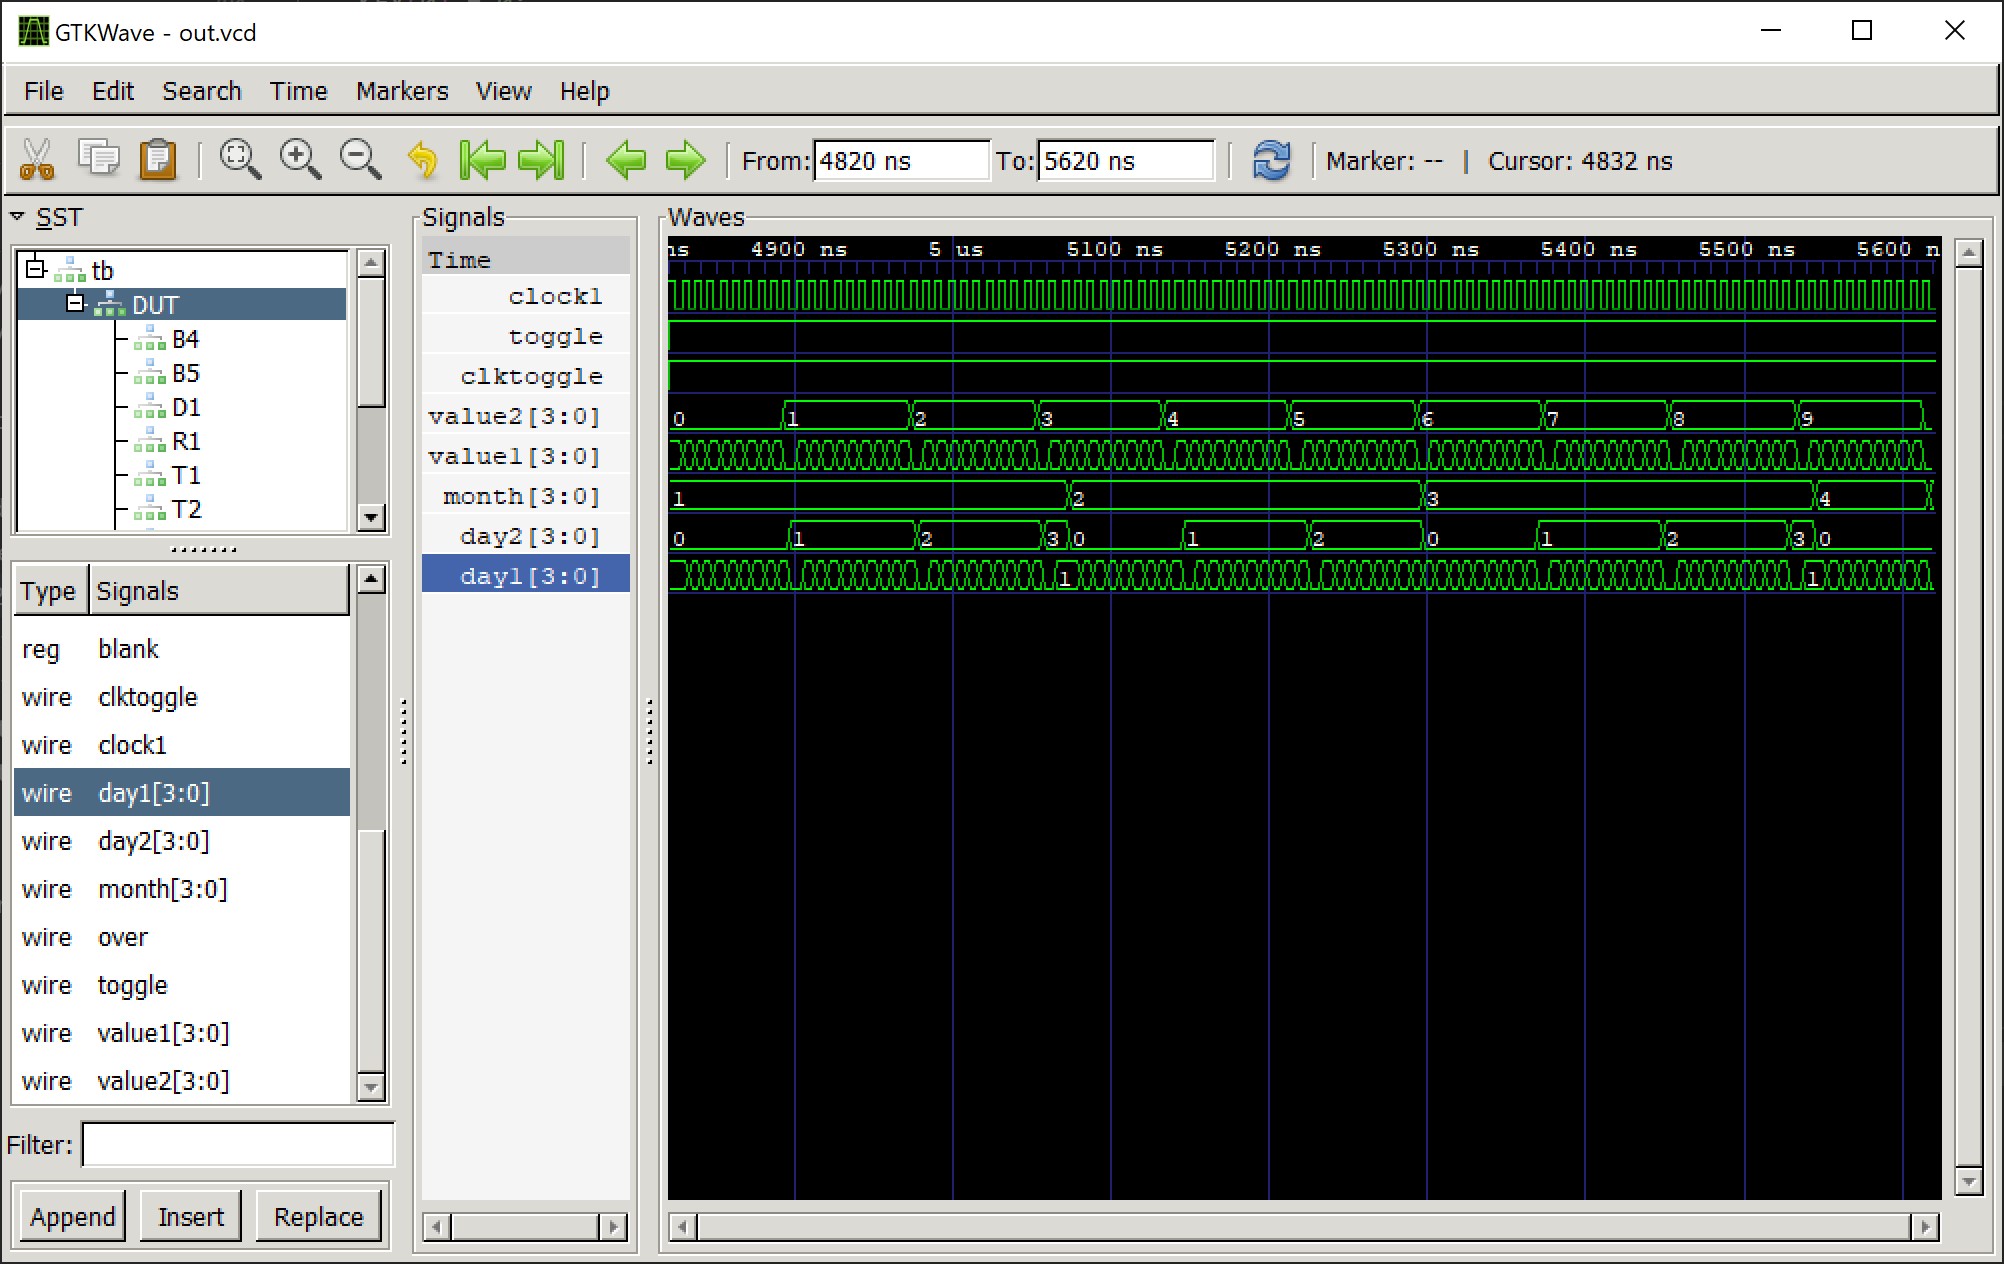 GTKWave - out.vcd
File Edit Search Time Markers View Help
From: 4820 ns To: 5620 ns Marker: -- | Cursor: 4832 ns
SST
tb
DUT
B4
B5
D1
R1
T1
T2
Type Signals
reg blank
wire clktoggle
wire clock1
wire day1[3:0]
wire day2[3:0]
wire month[3:0]
wire over
wire toggle
wire value1[3:0]
wire value2[3:0]
Filter:
Append Insert Replace
Signals
Time
clock1
toggle
clktoggle
value2[3:0]
value1[3:0]
month[3:0]
day2[3:0]
day1[3:0]
Waves
ns 4900 ns 5 us 5100 ns 5200 ns 5300 ns 5400 ns 5500 ns 5600 n
0 1 2 3 4 5 6 7 8 9
1 2 3 4
0 1 2 3 0 1 2 0 1 2 3 0
1 1